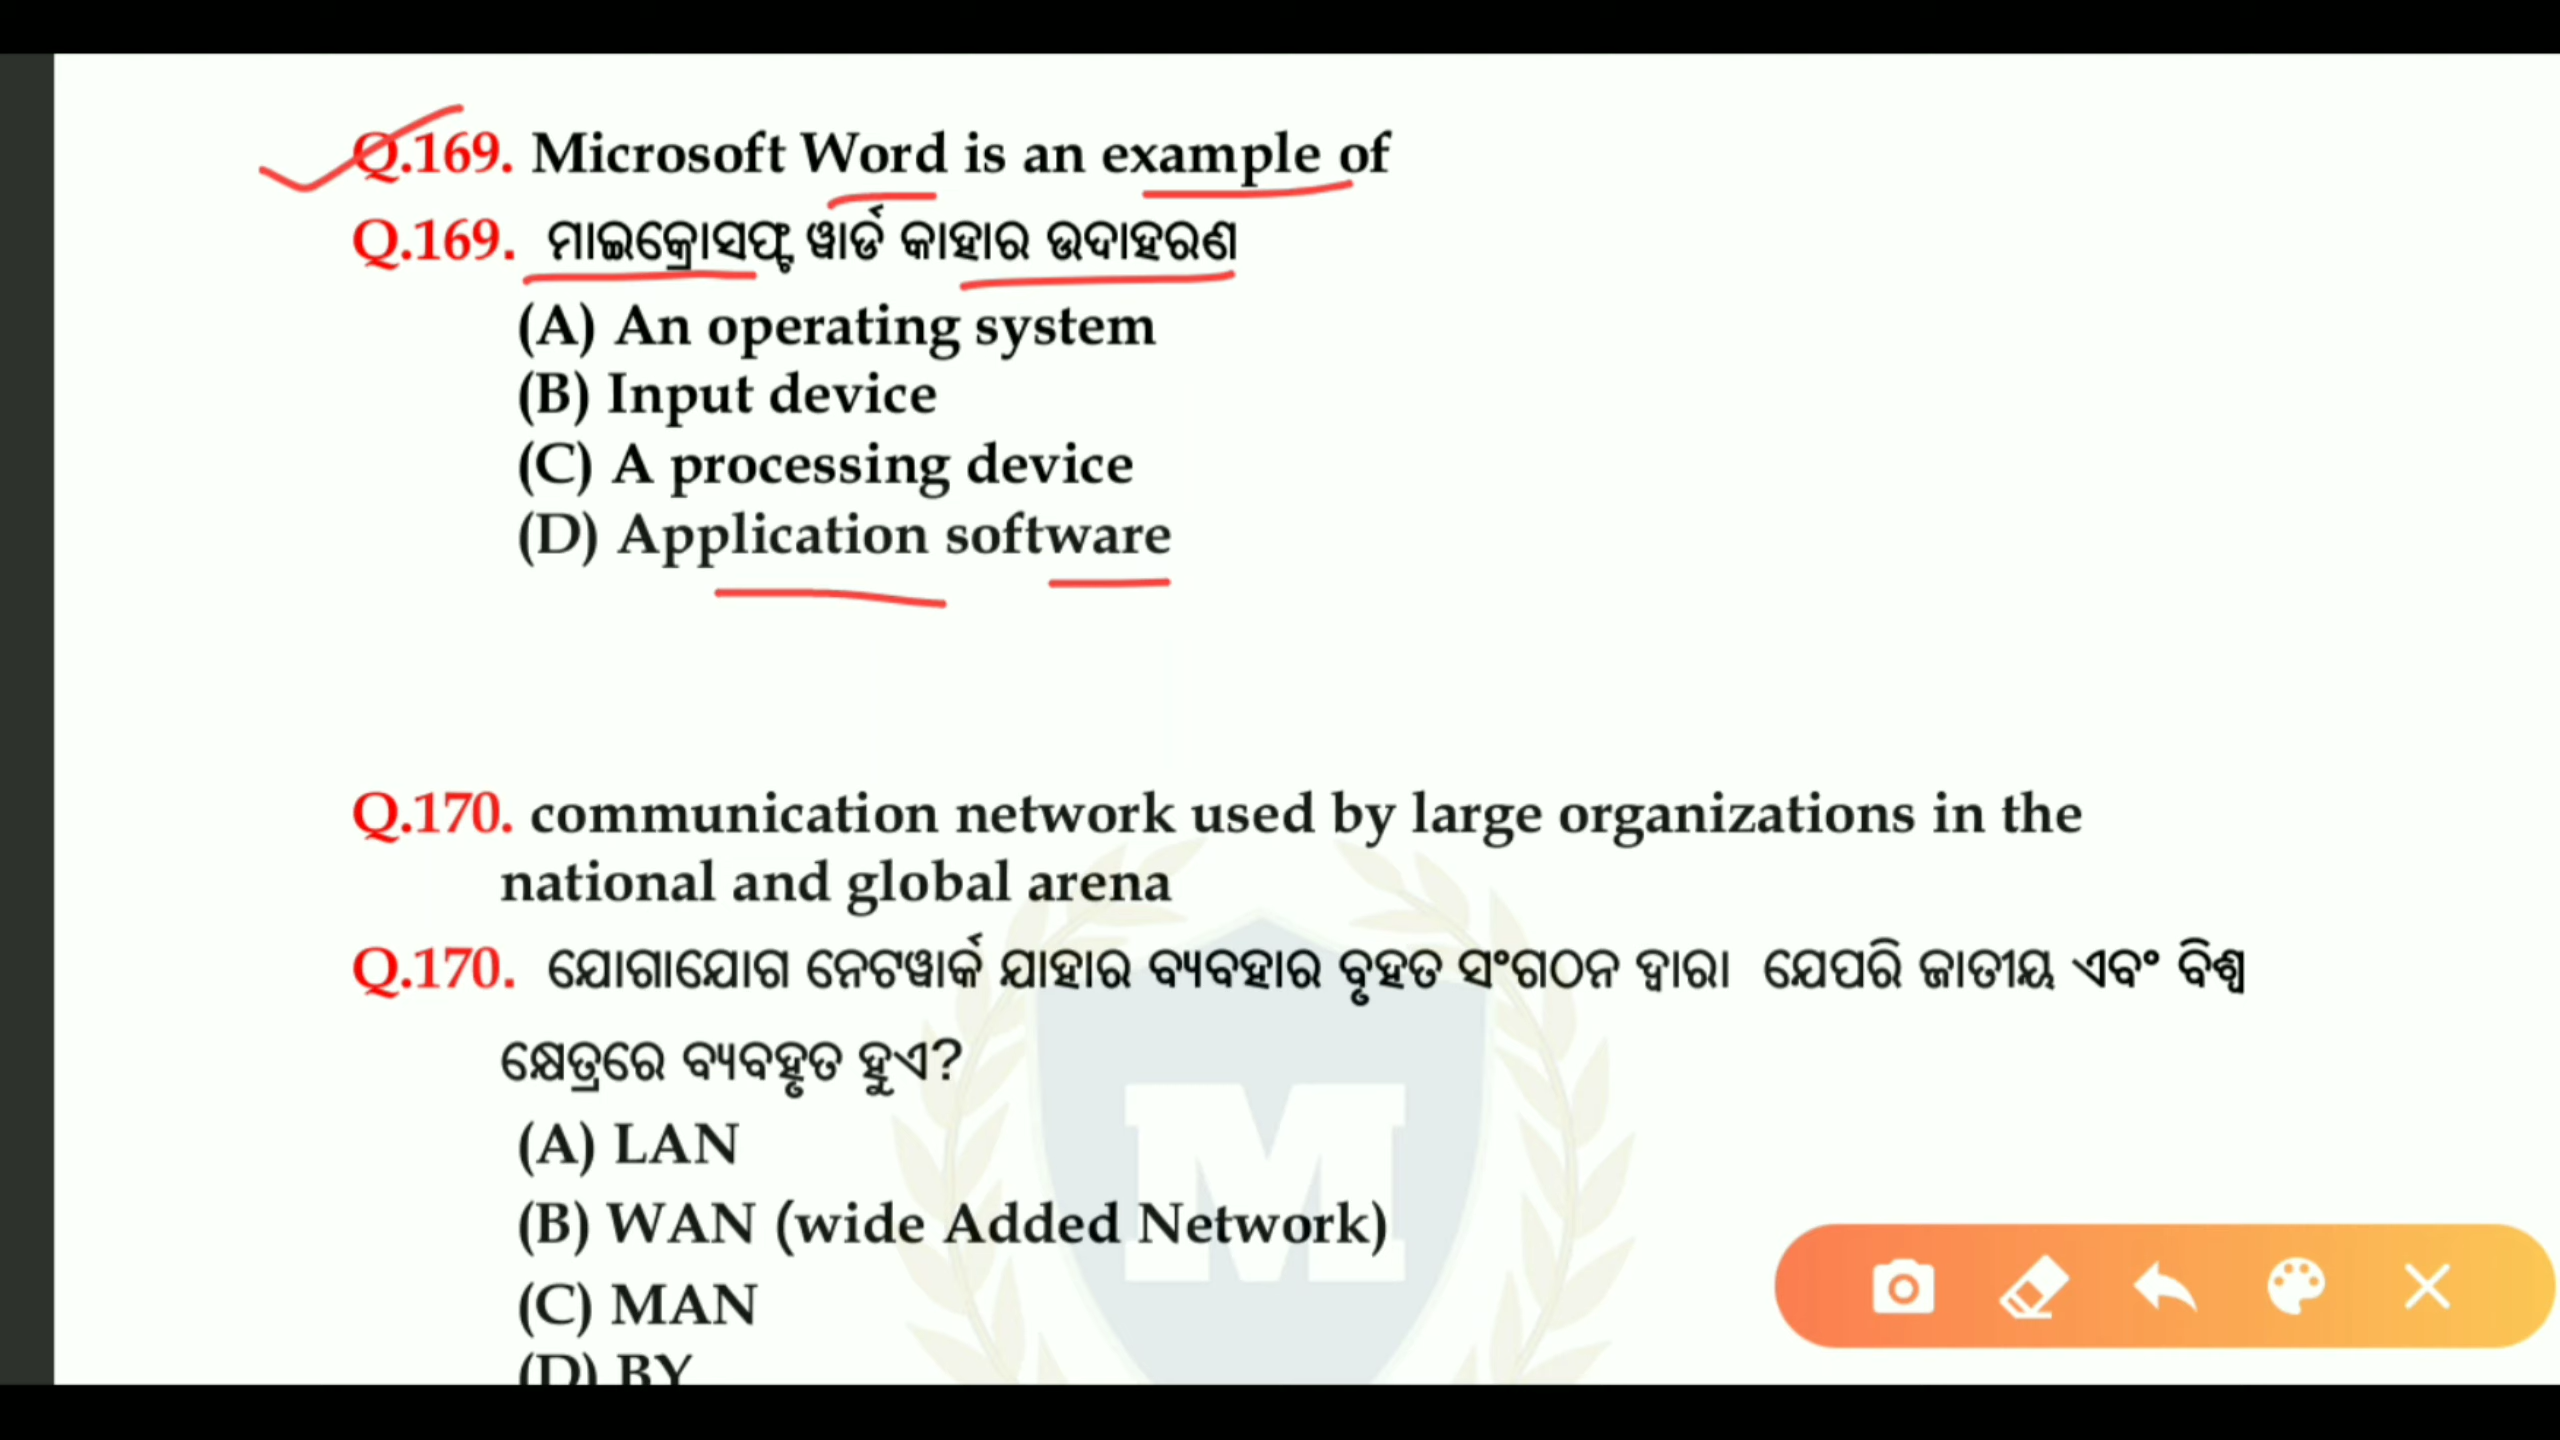 Q.169. Microsoft Word is an example of
Q.169. ମାଇକ୍ରୋସଫ୍ଟ ୱାର୍ଡ କାହାର ଉଦାହରଣ
(A) An operating system
(B) Input device
(C) A processing device
(D) Application software
Q.170. communication network used by large organizations in the
national and global arena
Q.170. ଯୋଗାଯୋଗ ନେଟୱାର୍କ ଯାହାର ବ୍ୟବହାର ବୃହତ ସଂଗଠନ ଦ୍ୱାରା ଯେପରି ଜାତୀୟ ଏବଂ ବିଶ୍ୱ
କ୍ଷେତ୍ରରେ ବ୍ୟବହୃତ ହୁଏ?
(A) LAN
(B) WAN (wide Added Network)
(C) MAN
(D) BY
M